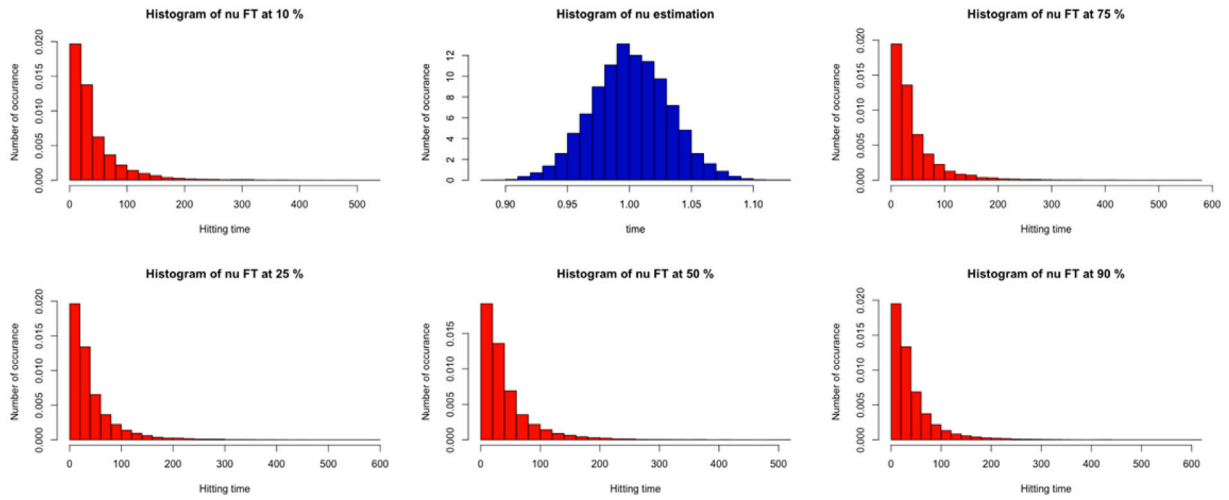 Histogram of nu FT at 10 %
Number of occurance
0.000 0.005 0.010 0.015 0.020
0 100 200 300 400 500
Hitting time
Histogram of nu estimation
Number of occurance
0 2 4 6 8 10 12
0.90 0.95 1.00 1.05 1.10
time
Histogram of nu FT at 75 %
Number of occurance
0.000 0.005 0.010 0.015 0.020
0 100 200 300 400 500 600
Hitting time
Histogram of nu FT at 25 %
Number of occurance
0.000 0.005 0.010 0.015 0.020
0 100 200 300 400 500 600
Hitting time
Histogram of nu FT at 50 %
Number of occurance
0.000 0.005 0.010 0.015
0 100 200 300 400 500
Hitting time
Histogram of nu FT at 90 %
Number of occurance
0.000 0.005 0.010 0.015 0.020
0 100 200 300 400 500 600
Hitting time